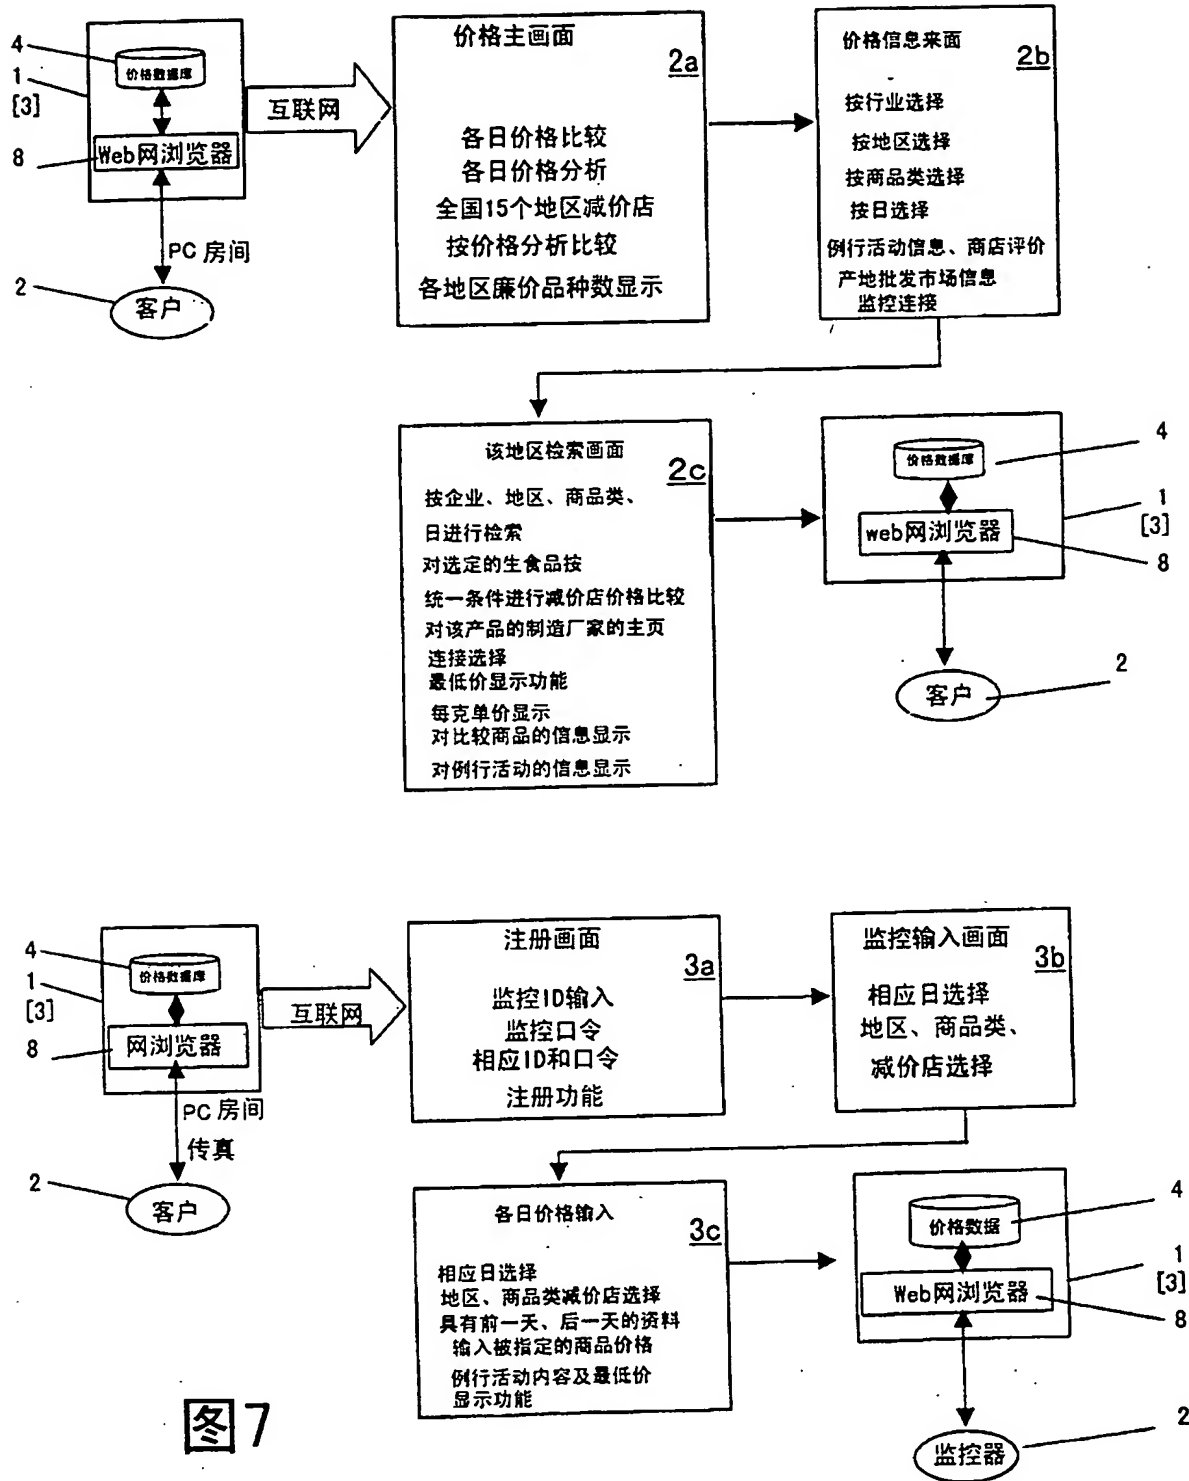 4
1
[3]
8
2
价格数据库
Web网浏览器
PC 房间
客户
互联网
价格主画面
2a
各日价格比较
各日价格分析
全国15个地区减价店
按价格分析比较
各地区廉价品种数显示
价格信息来面
2b
按行业选择
按地区选择
按商品类选择
按日选择
例行活动信息、商店评价
产地批发市场信息
监控连接
该地区检索画面
2c
按企业、地区、商品类、
日进行检索
对选定的生食品按
统一条件进行减价店价格比较
对该产品的制造厂家的主页
连接选择
最低价显示功能
每克单价显示
对比较商品的信息显示
对例行活动的信息显示
价格数据库
web网浏览器
客户
4
1
[3]
8
2
4
1
[3]
8
2
价格数据库
网浏览器
PC 房间
传真
客户
互联网
注册画面
3a
监控ID输入
监控口令
相应ID和口令
注册功能
监控输入画面
3b
相应日选择
地区、商品类、
减价店选择
各日价格输入
3c
相应日选择
地区、商品类减价店选择
具有前一天、后一天的资料
输入被指定的商品价格
例行活动内容及最低价
显示功能
价格数据
Web网浏览器
监控器
4
1
[3]
8
2
图7